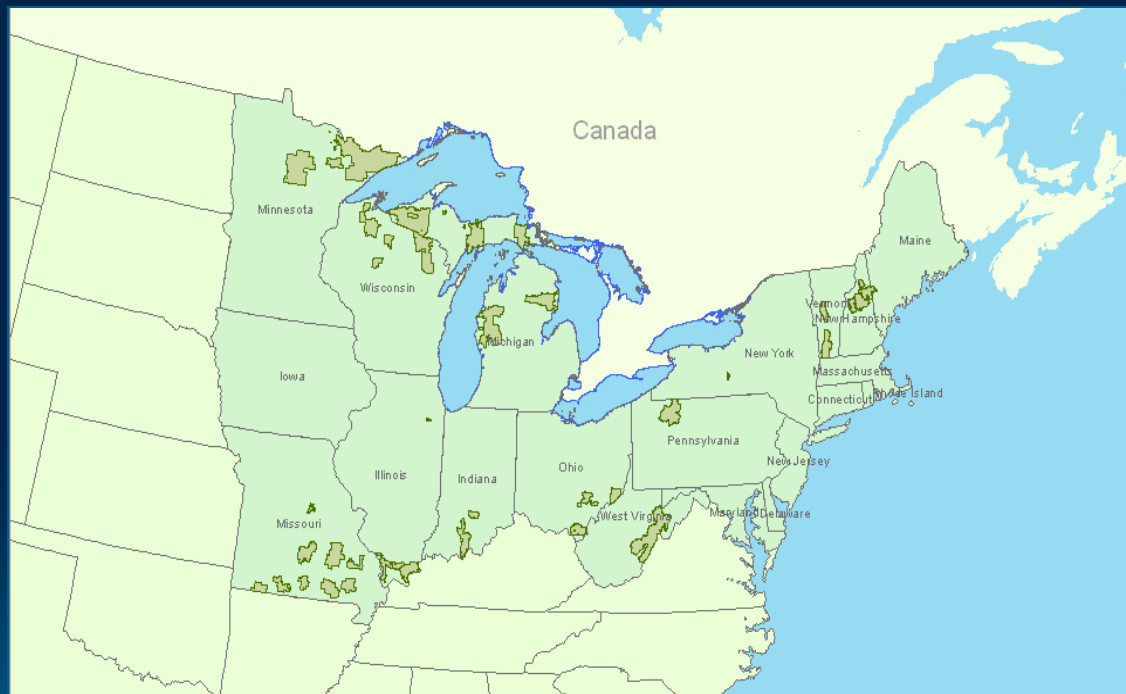 Canada
Minnesota
Maine
Wisconsin
Vermont
New Hampshire
Michigan
New York
Massachusetts
Iowa
Connecticut
Rhode Island
Pennsylvania
Illinois
Indiana
Ohio
New Jersey
Missouri
West Virginia
Maryland
Delaware